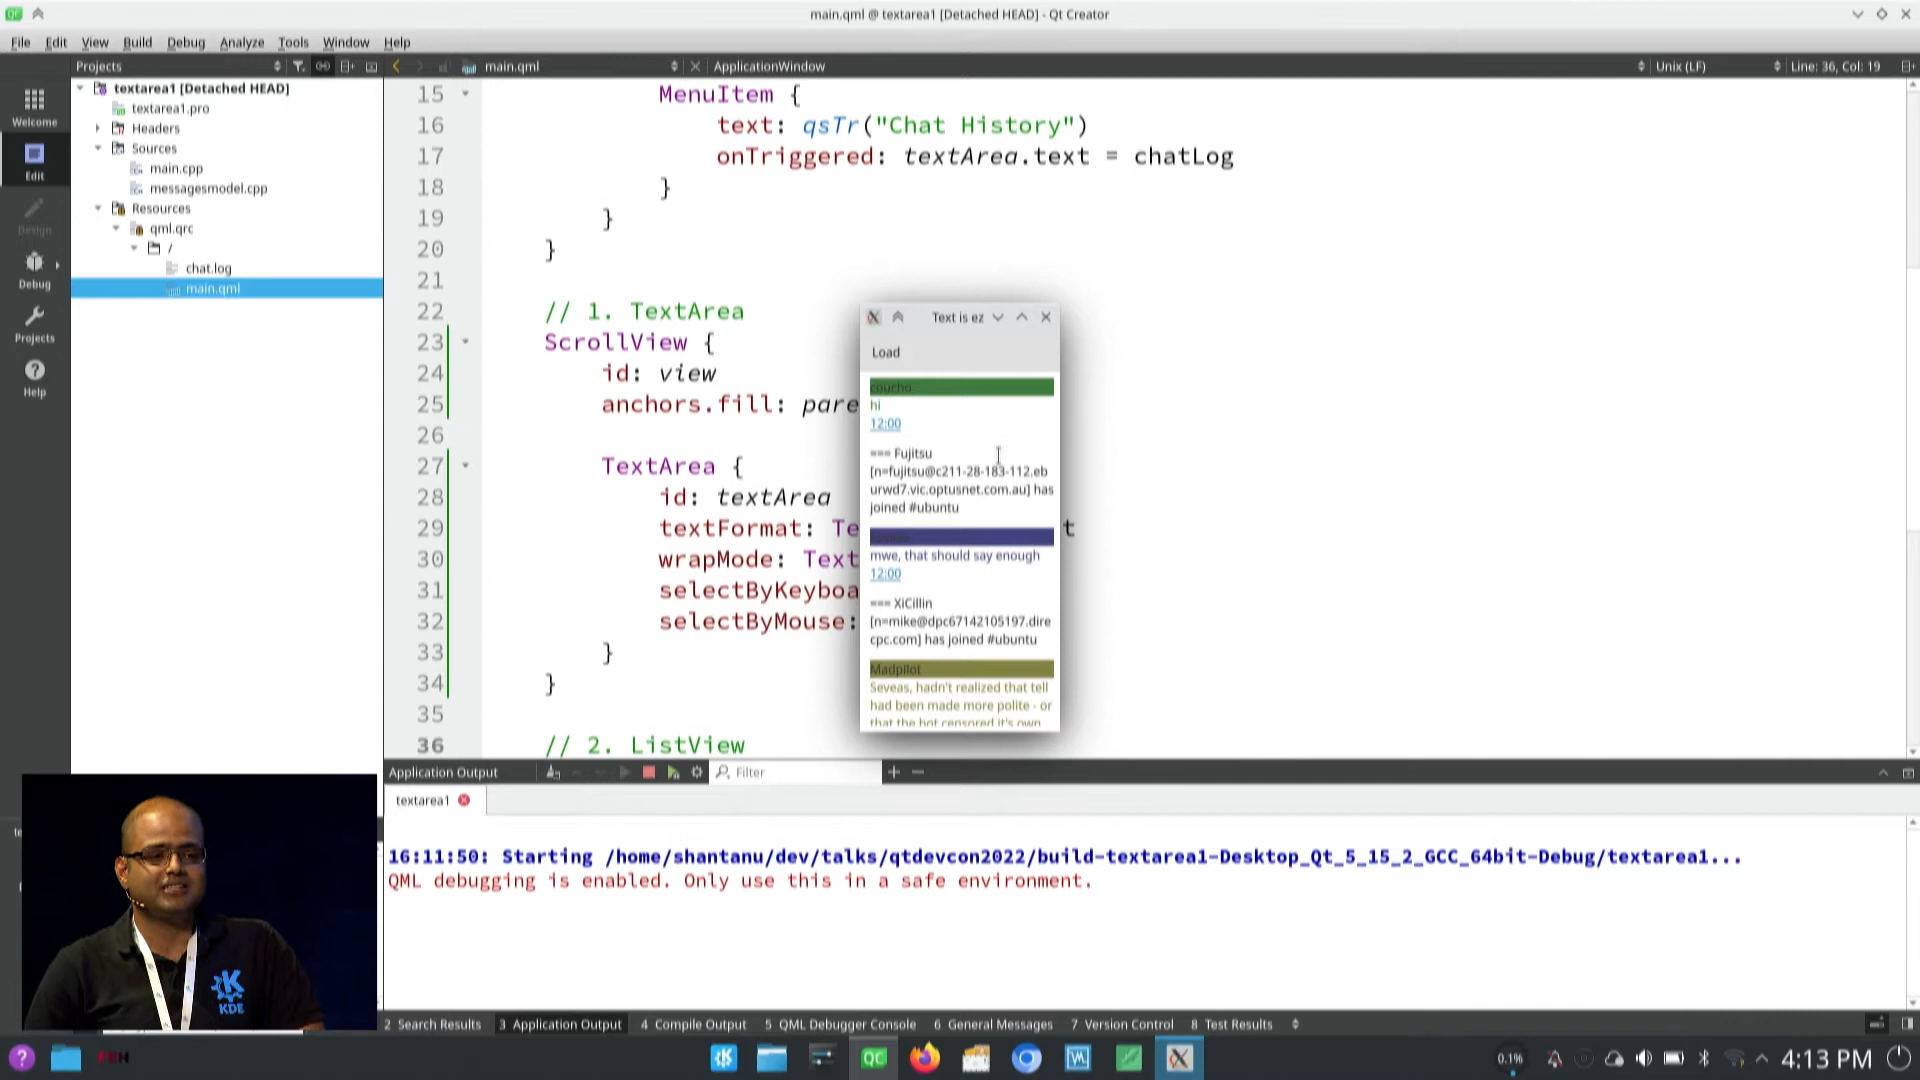 main.qml @ textarea1 [Detached HEAD] - Qt Creator
File Edit View Build Debug Analyze Tools Window Help
Projects
main.qml
ApplicationWindow
Unix (LF)
Line: 36, Col: 19
Welcome
Edit
Design
Debug
Projects
Help
textarea1 [Detached HEAD]
textarea1.pro
Headers
Sources
main.cpp
messagesmodel.cpp
Resources
qml.qrc
/
chat.log
main.qml
15 MenuItem {
16 text: qsTr("Chat History")
17 onTriggered: textArea.text = chatLog
18 }
19 }
20 }
21
22 // 1. TextArea
23 ScrollView {
24 id: view
25 anchors.fill: pare
26
27 TextArea {
28 id: textArea
29 textFormat: Te t
30 wrapMode: Text
31 selectByKeyboa
32 selectByMouse:
33 }
34 }
35
36 // 2. ListView
Text is ez
Load
coucho
hi
12:00
=== Fujitsu
[n=fujitsu@c211-28-183-112.eb
urwd7.vic.optusnet.com.au] has
joined #ubuntu
mwe, that should say enough
12:00
=== XiCillin
[n=mike@dpc67142105197.dire
cpc.com] has joined #ubuntu
Madpilot
Seveas, hadn't realized that tell
had been made more polite - or
that the bot censored it's own
Application Output
Filter
textarea1
16:11:50: Starting /home/shantanu/dev/talks/qtdevcon2022/build-textarea1-Desktop_Qt_5_15_2_GCC_64bit-Debug/textarea1...
QML debugging is enabled. Only use this in a safe environment.
KDE
2 Search Results 3 Application Output 4 Compile Output 5 QML Debugger Console 6 General Messages 7 Version Control 8 Test Results
QC
0.1%
4:13 PM